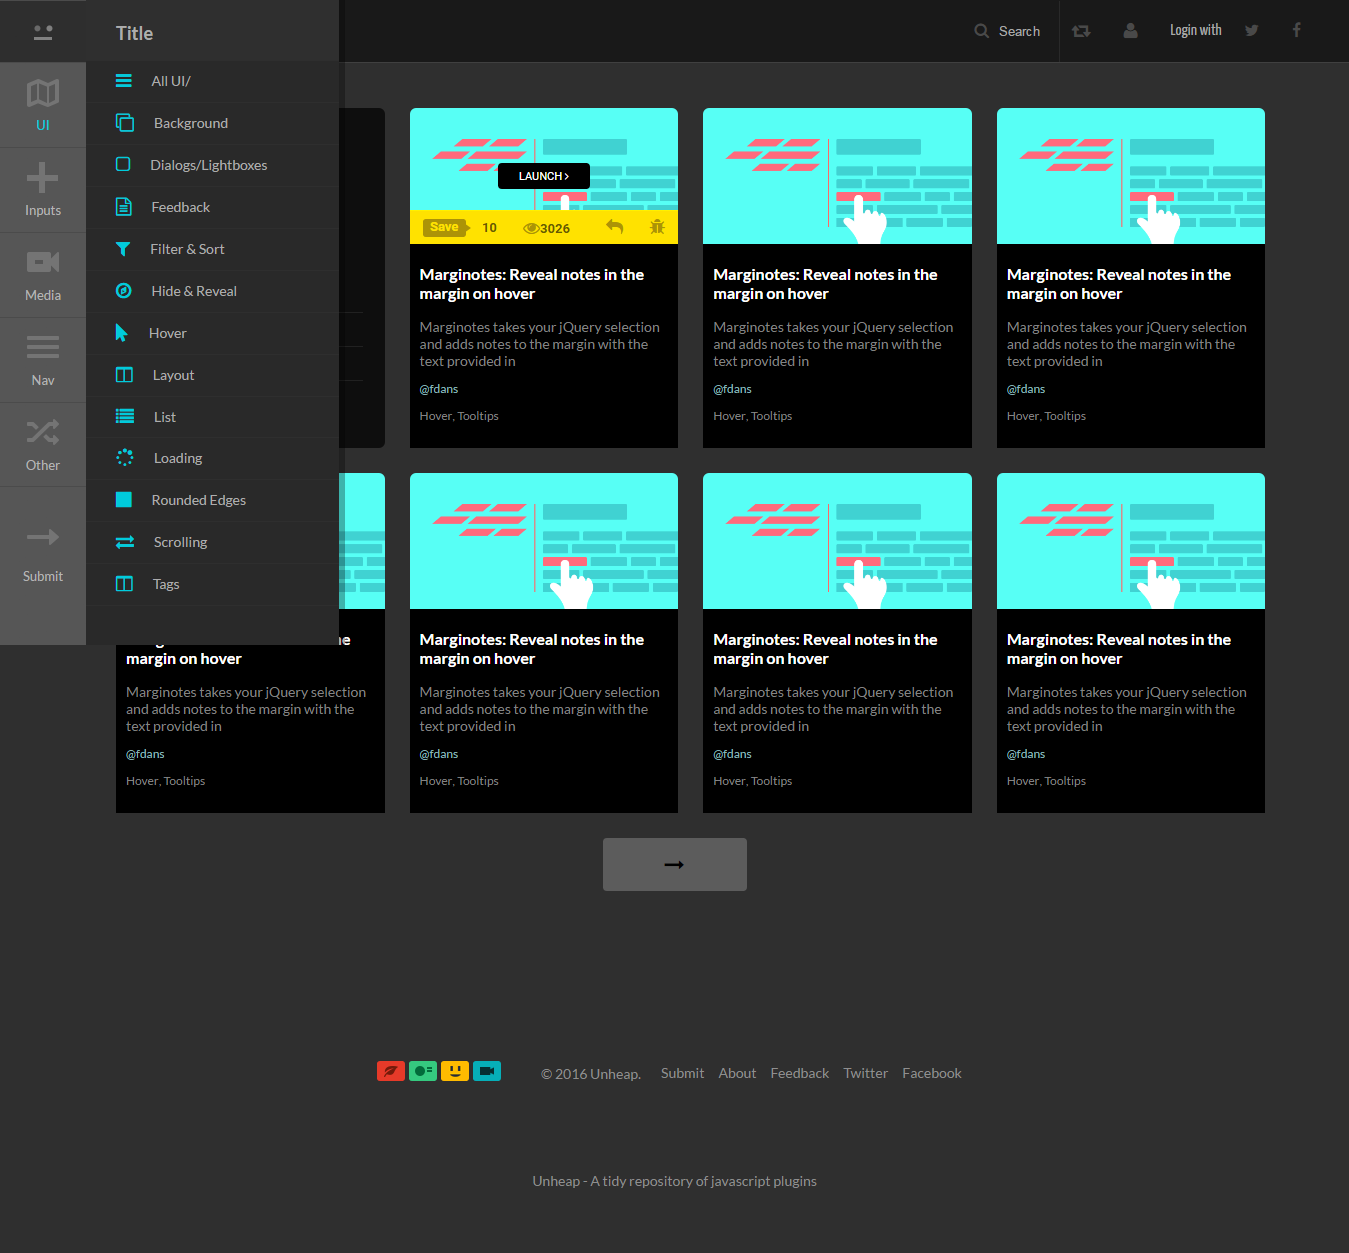 Title
Search
Login with
UI
Inputs
Media
Nav
Other
Submit
All UI/
Background
Dialogs/Lightboxes
Feedback
Filter & Sort
Hide & Reveal
Hover
Layout
List
Loading
Rounded Edges
Scrolling
Tags
LAUNCH >
Save 10 3026
Marginotes: Reveal notes in the
margin on hover
Marginotes takes your jQuery selection
and adds notes to the margin with the
text provided in
@fdans
Hover, Tooltips
Marginotes: Reveal notes in the
margin on hover
Marginotes takes your jQuery selection
and adds notes to the margin with the
text provided in
@fdans
Hover, Tooltips
Marginotes: Reveal notes in the
margin on hover
Marginotes takes your jQuery selection
and adds notes to the margin with the
text provided in
@fdans
Hover, Tooltips
margin on hover
Marginotes takes your jQuery selection
and adds notes to the margin with the
text provided in
@fdans
Hover, Tooltips
Marginotes: Reveal notes in the
margin on hover
Marginotes takes your jQuery selection
and adds notes to the margin with the
text provided in
@fdans
Hover, Tooltips
Marginotes: Reveal notes in the
margin on hover
Marginotes takes your jQuery selection
and adds notes to the margin with the
text provided in
@fdans
Hover, Tooltips
Marginotes: Reveal notes in the
margin on hover
Marginotes takes your jQuery selection
and adds notes to the margin with the
text provided in
@fdans
Hover, Tooltips
© 2016 Unheap. Submit About Feedback Twitter Facebook
Unheap - A tidy repository of javascript plugins